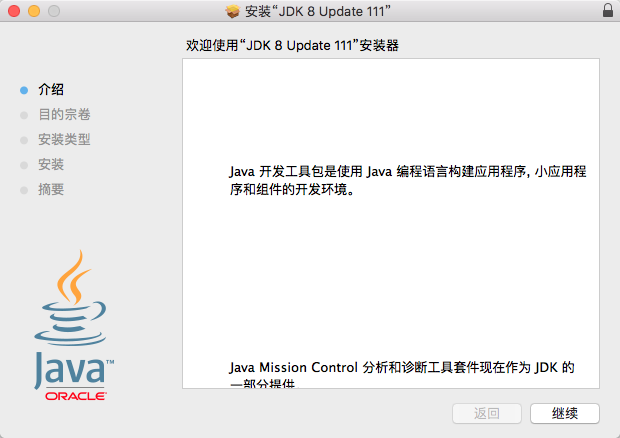 安装“JDK 8 Update 111”
欢迎使用“JDK 8 Update 111”安装器
介绍
目的宗卷
安装类型
安装
摘要
Java 开发工具包是使用 Java 编程语言构建应用程序, 小应用程
序和组件的开发环境。
Java Mission Control 分析和诊断工具套件现在作为 JDK 的
一部分提供。
Java™
ORACLE®
返回
继续